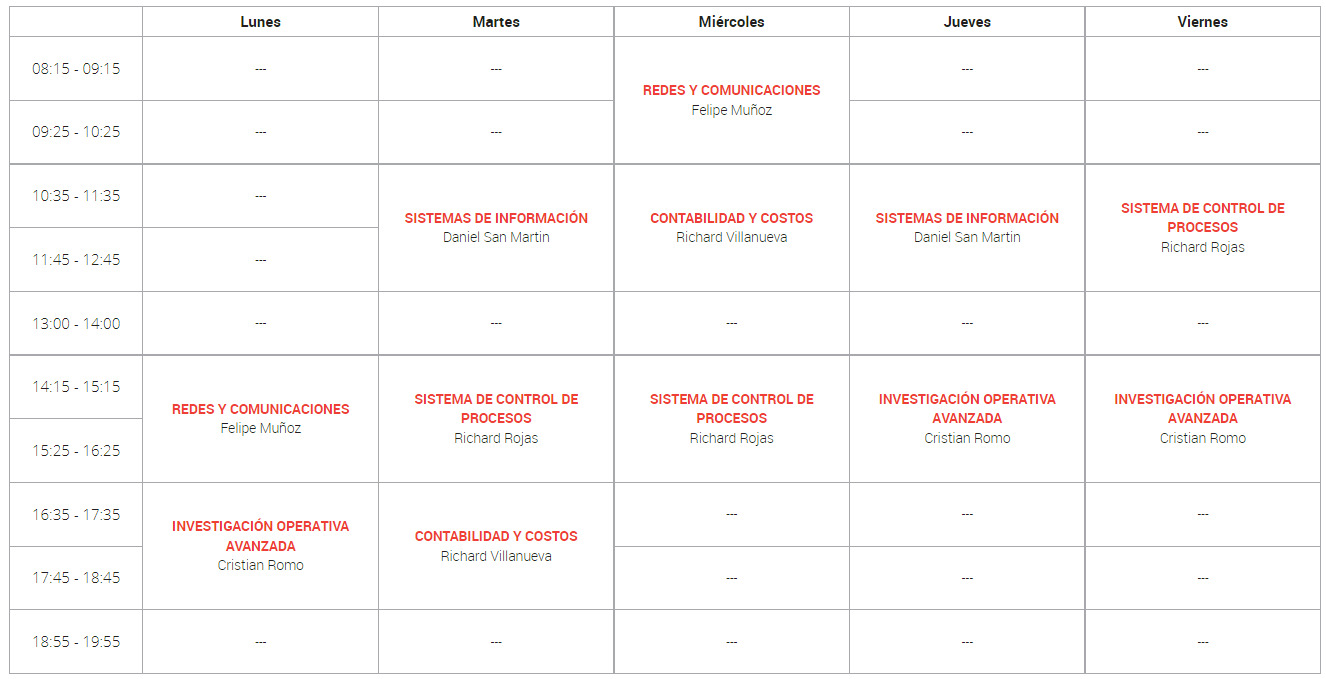 Lunes Martes Miércoles Jueves Viernes
08:15 - 09:15 --- --- --- ---
REDES Y COMUNICACIONES
Felipe Muñoz
09:25 - 10:25 --- --- --- ---
10:35 - 11:35 ---
SISTEMAS DE INFORMACIÓN
Daniel San Martin
CONTABILIDAD Y COSTOS
Richard Villanueva
SISTEMAS DE INFORMACIÓN
Daniel San Martin
SISTEMA DE CONTROL DE
PROCESOS
Richard Rojas
11:45 - 12:45 ---
13:00 - 14:00 --- --- --- --- ---
14:15 - 15:15
REDES Y COMUNICACIONES
Felipe Muñoz
SISTEMA DE CONTROL DE
PROCESOS
Richard Rojas
SISTEMA DE CONTROL DE
PROCESOS
Richard Rojas
INVESTIGACIÓN OPERATIVA
AVANZADA
Cristian Romo
INVESTIGACIÓN OPERATIVA
AVANZADA
Cristian Romo
15:25 - 16:25
16:35 - 17:35 --- --- ---
INVESTIGACIÓN OPERATIVA
AVANZADA
Cristian Romo
CONTABILIDAD Y COSTOS
Richard Villanueva
17:45 - 18:45 --- --- ---
18:55 - 19:55 --- --- --- --- ---